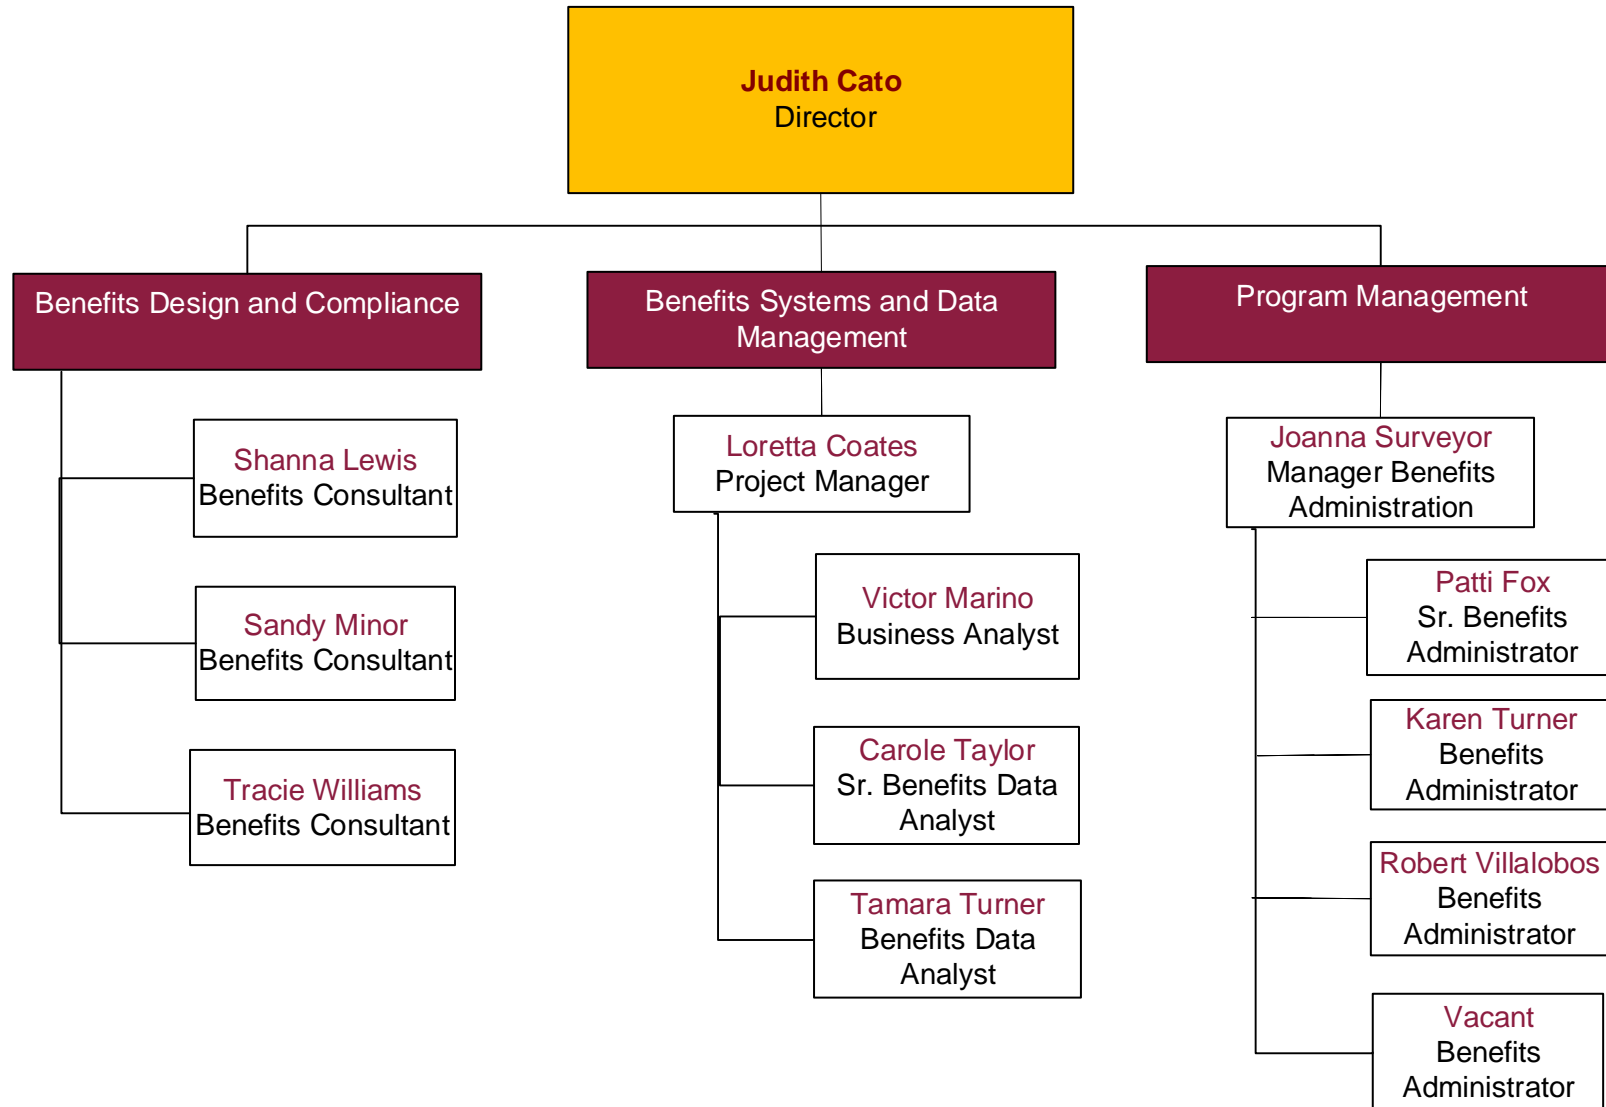 Judith Cato
Director
Benefits Design and Compliance
Shanna Lewis
Benefits Consultant
Sandy Minor
Benefits Consultant
Tracie Williams
Benefits Consultant
Benefits Systems and Data
Management
Loretta Coates
Project Manager
Victor Marino
Business Analyst
Carole Taylor
Sr. Benefits Data
Analyst
Tamara Turner
Benefits Data
Analyst
Program Management
Joanna Surveyor
Manager Benefits
Administration
Patti Fox
Sr. Benefits
Administrator
Karen Turner
Benefits
Administrator
Robert Villalobos
Benefits
Administrator
Vacant
Benefits
Administrator